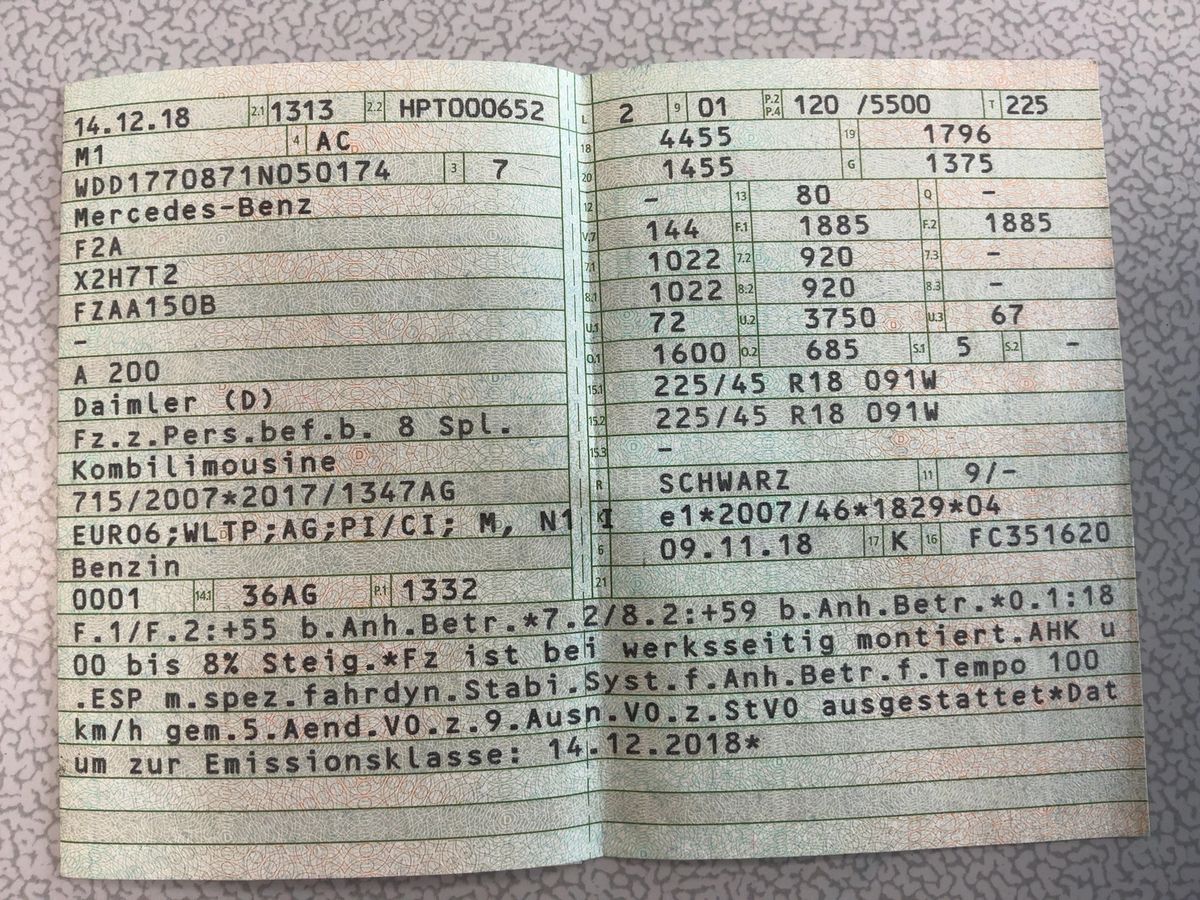 14.12.18 2.1 1313 2.2 HPT000652
M1 4 AC
WDD1770871N050174 3 7
Mercedes-Benz
F2A
X2H7T2
FZAA150B
–
A 200
Daimler (D)
Fz.z.Pers.bef.b. 8 Spl.
Kombilimousine
715/2007*2017/1347AG
EURO6;WLTP;AG;PI/CI; M, N1 I
Benzin
0001 14.1 36AG P.1 1332
L 2 9 01 P.2 P.4 120 /5500 T 225
18 4455 19 1796
20 1455 G 1375
12 – 13 80 Q –
V.7 144 F.1 1885 F.2 1885
7.1 1022 7.2 920 7.3 –
8.1 1022 8.2 920 8.3 –
U.1 72 U.2 3750 U.3 67
O.1 1600 O.2 685 S.1 5 S.2 –
15.1 225/45 R18 091W
15.2 225/45 R18 091W
15.3 –
R SCHWARZ 11 9/–
K e1*2007/46*1829*04
6 09.11.18 17 K 16 FC351620
21
F.1/F.2:+55 b.Anh.Betr.*7.2/8.2:+59 b.Anh.Betr.*0.1:18
00 bis 8% Steig.*Fz ist bei werksseitig montiert.AHK u
.ESP m.spez.fahrdyn.Stabi.Syst.f.Anh.Betr.f.Tempo 100
km/h gem.5.Aend.VO.z.9.Ausn.VO.z.StVO ausgestattet*Dat
um zur Emissionsklasse: 14.12.2018*